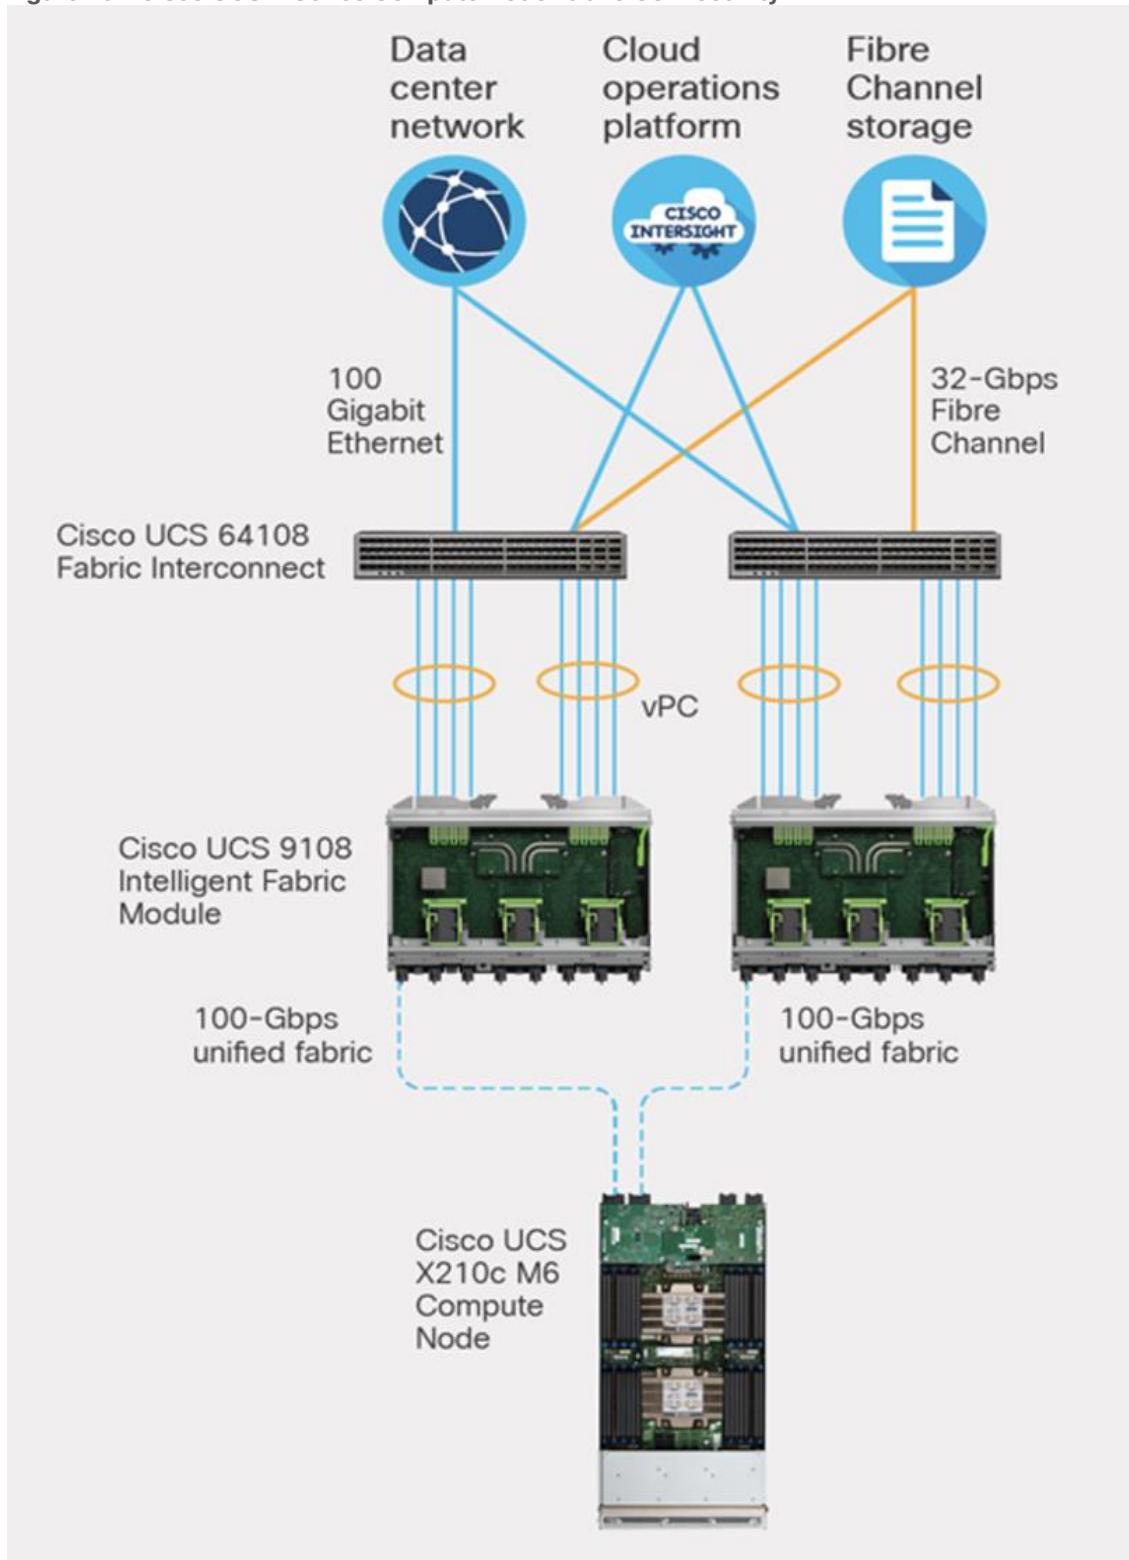 Data
center
network
Cloud
operations
platform
Fibre
Channel
storage
CISCO
INTERSIGHT
100
Gigabit
Ethernet
32-Gbps
Fibre
Channel
Cisco UCS 64108
Fabric Interconnect
vPC
Cisco UCS 9108
Intelligent Fabric
Module
100-Gbps
unified fabric
100-Gbps
unified fabric
Cisco UCS
X210c M6
Compute
Node